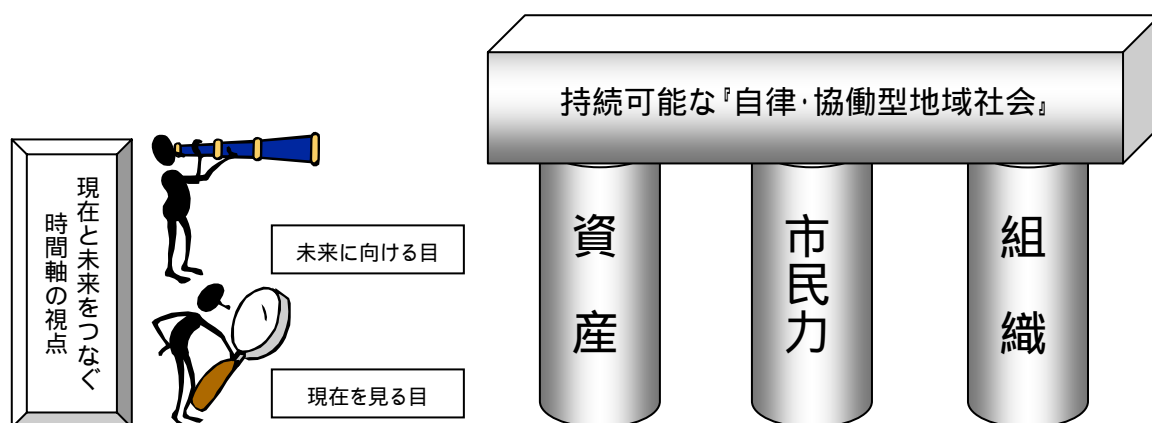 持続可能な『自律・協働型地域社会』
現在と未来をつなぐ
時間軸の視点
未来に向ける目
現在を見る目
資産
市民力
組織